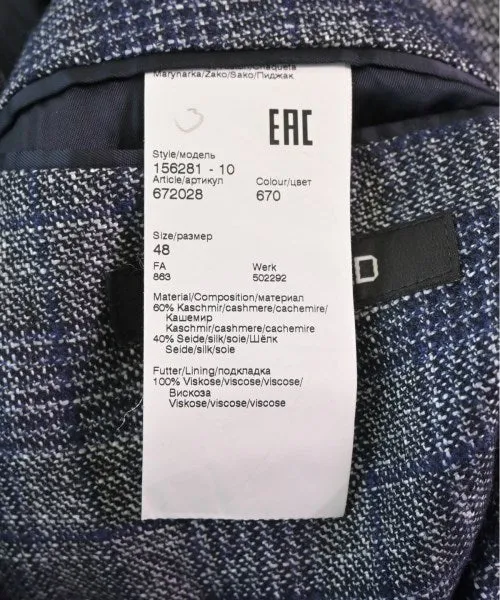 Marynarka/Zako/Sako/Пиджак
EAC
Style/модель
156281 - 10
Article/артикул Colour/цвет
672028 670
Size/размер
48
FA Werk
863 502292
Material/Composition/материал
60% Kaschmir/cashmere/cachemire/
Кашемир
Kaschmir/cashmere/cachemire
40% Seide/silk/soie/Шёлк
Seide/silk/soie
Futter/Lining/подкладка
100% Viskose/viscose/viscose/
Вискоза
Viskose/viscose/viscose
D